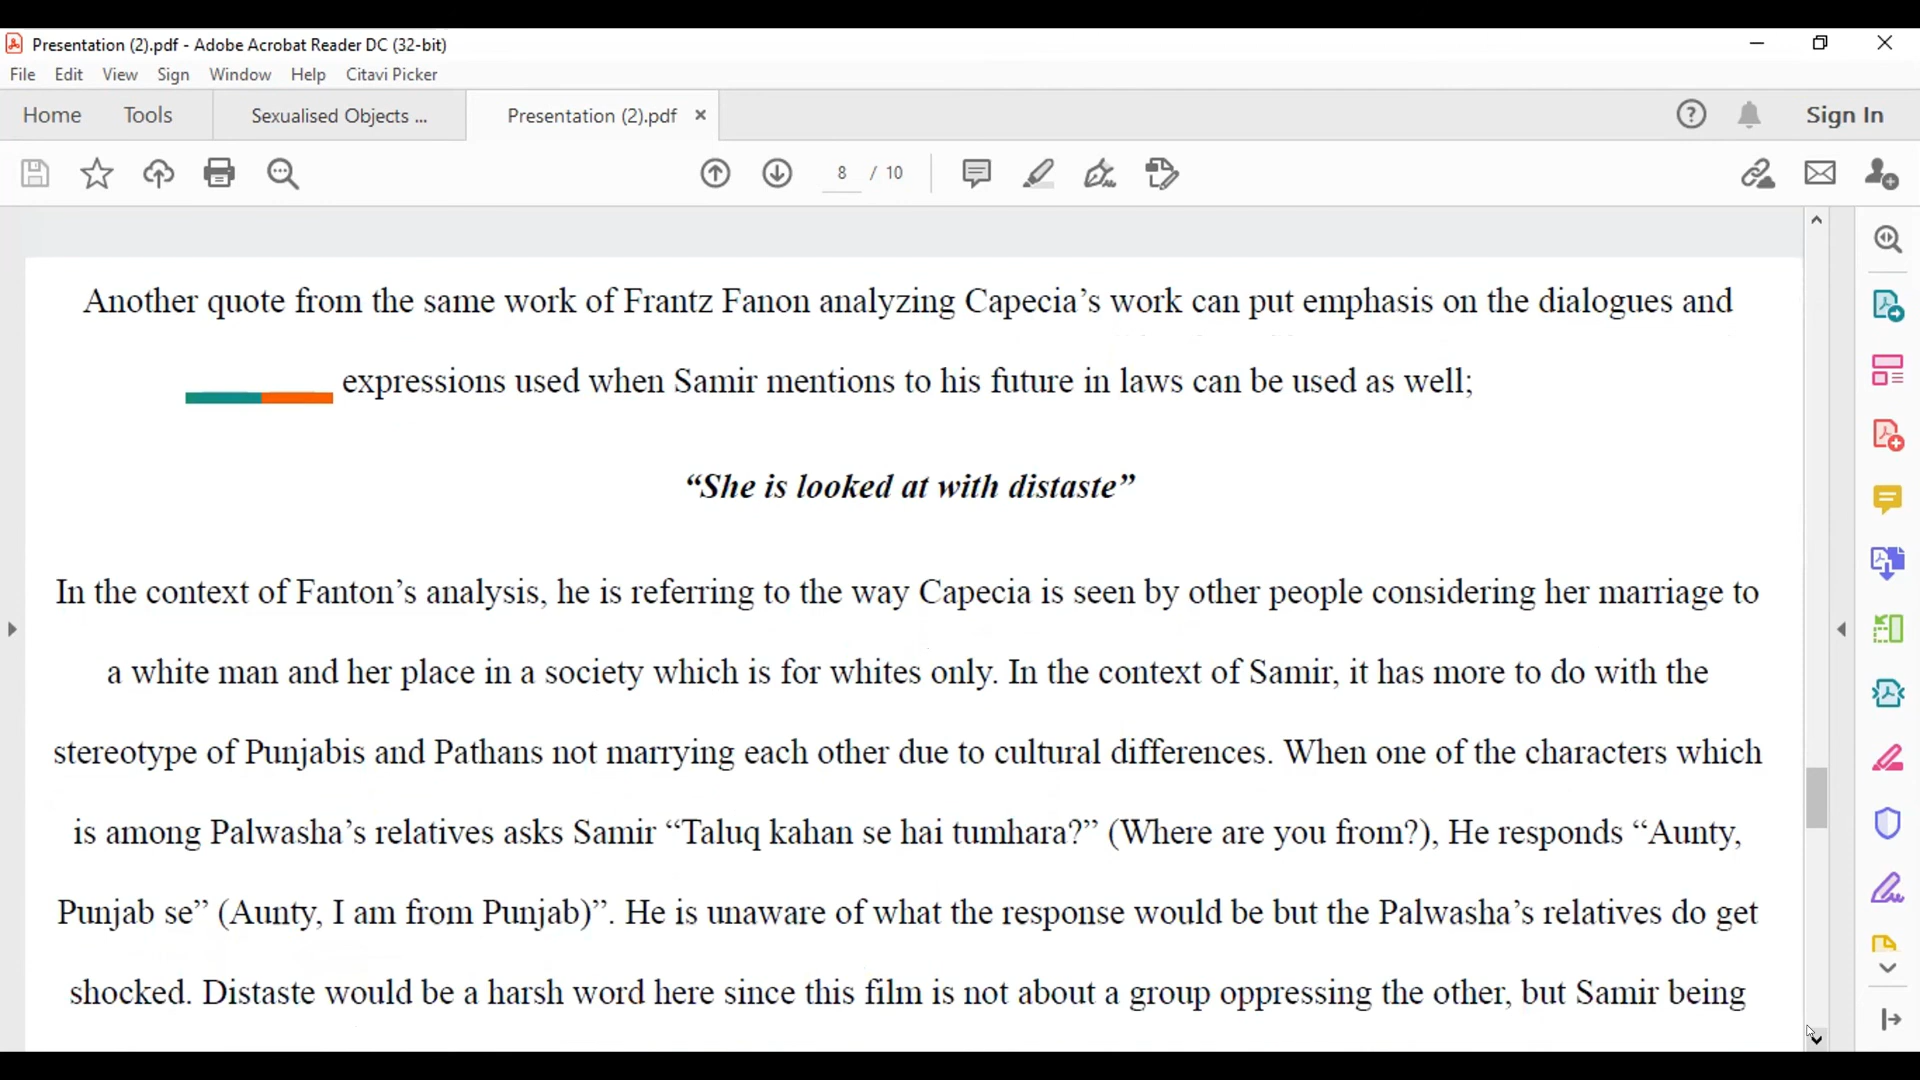 Presentation (2).pdf - Adobe Acrobat Reader DC (32-bit)
File Edit View Sign Window Help Citavi Picker
Home Tools Sexualised Objects ... Presentation (2).pdf × Sign In
8 / 10
Another quote from the same work of Frantz Fanon analyzing Capecia’s work can put emphasis on the dialogues and
expressions used when Samir mentions to his future in laws can be used as well;
“She is looked at with distaste”
In the context of Fanton’s analysis, he is referring to the way Capecia is seen by other people considering her marriage to
a white man and her place in a society which is for whites only. In the context of Samir, it has more to do with the
stereotype of Punjabis and Pathans not marrying each other due to cultural differences. When one of the characters which
is among Palwasha’s relatives asks Samir “Taluq kahan se hai tumhara?” (Where are you from?), He responds “Aunty,
Punjab se” (Aunty, I am from Punjab)”. He is unaware of what the response would be but the Palwasha’s relatives do get
shocked. Distaste would be a harsh word here since this film is not about a group oppressing the other, but Samir being